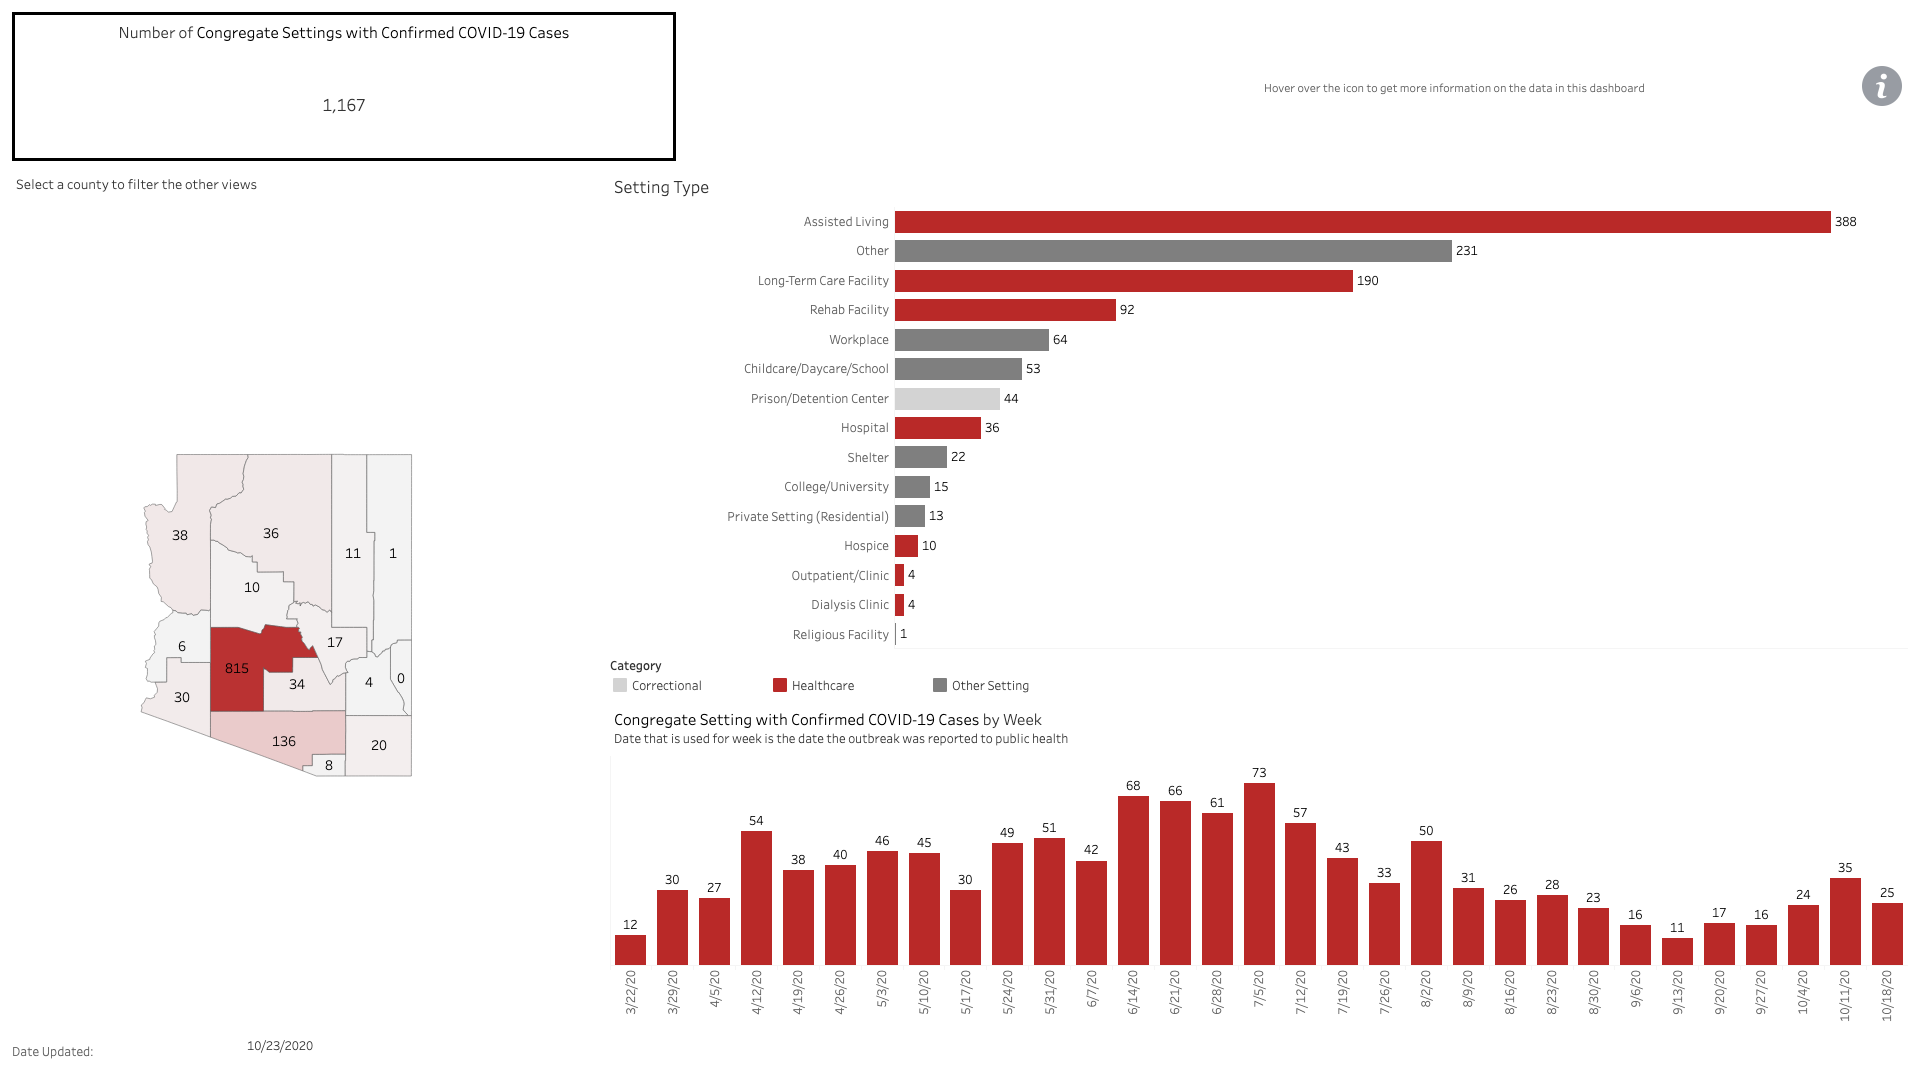 Number of Congregate Settings with Confirmed COVID-19 Cases
1,167
Hover over the icon to get more information on the data in this dashboard
i
Select a county to filter the other views
38
36
11
1
10
6
17
815
30
34
4
0
136
20
8
Setting Type
Assisted Living 388
Other 231
Long-Term Care Facility 190
Rehab Facility 92
Workplace 64
Childcare/Daycare/School 53
Prison/Detention Center 44
Hospital 36
Shelter 22
College/University 15
Private Setting (Residential) 13
Hospice 10
Outpatient/Clinic 4
Dialysis Clinic 4
Religious Facility 1
Category
Correctional Healthcare Other Setting
Congregate Setting with Confirmed COVID-19 Cases by Week
Date that is used for week is the date the outbreak was reported to public health
12 30 27 54 38 40 46 45 30 49 51 42 68 66 61 73 57 43 33 50 31 26 28 23 16 11 17 16 24 35 25
3/22/20 3/29/20 4/5/20 4/12/20 4/19/20 4/26/20 5/3/20 5/10/20 5/17/20 5/24/20 5/31/20 6/7/20 6/14/20 6/21/20 6/28/20 7/5/20 7/12/20 7/19/20 7/26/20 8/2/20 8/9/20 8/16/20 8/23/20 8/30/20 9/6/20 9/13/20 9/20/20 9/27/20 10/4/20 10/11/20 10/18/20
Date Updated: 10/23/2020